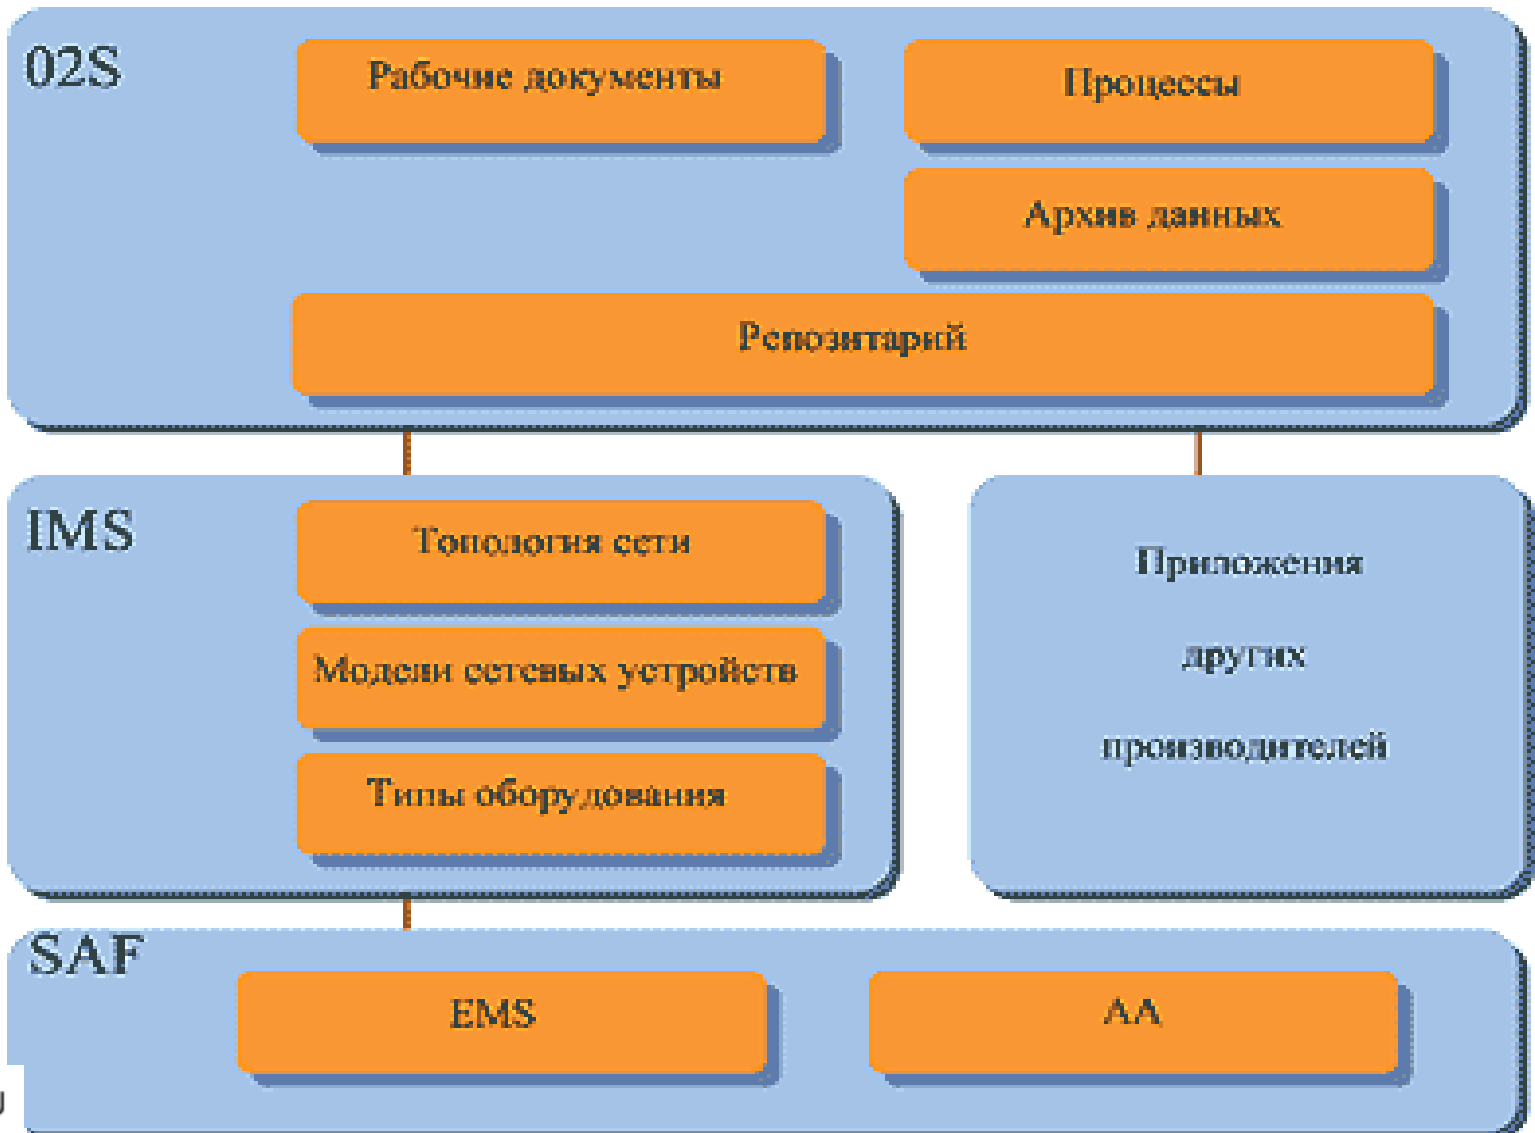 02S
Рабочие документы
Процессы
Архив данных
Репозитарий
IMS
Топология сети
Модели сетевых устройств
Типы оборудования
Приложения
других
производителей
SAF
EMS
AA